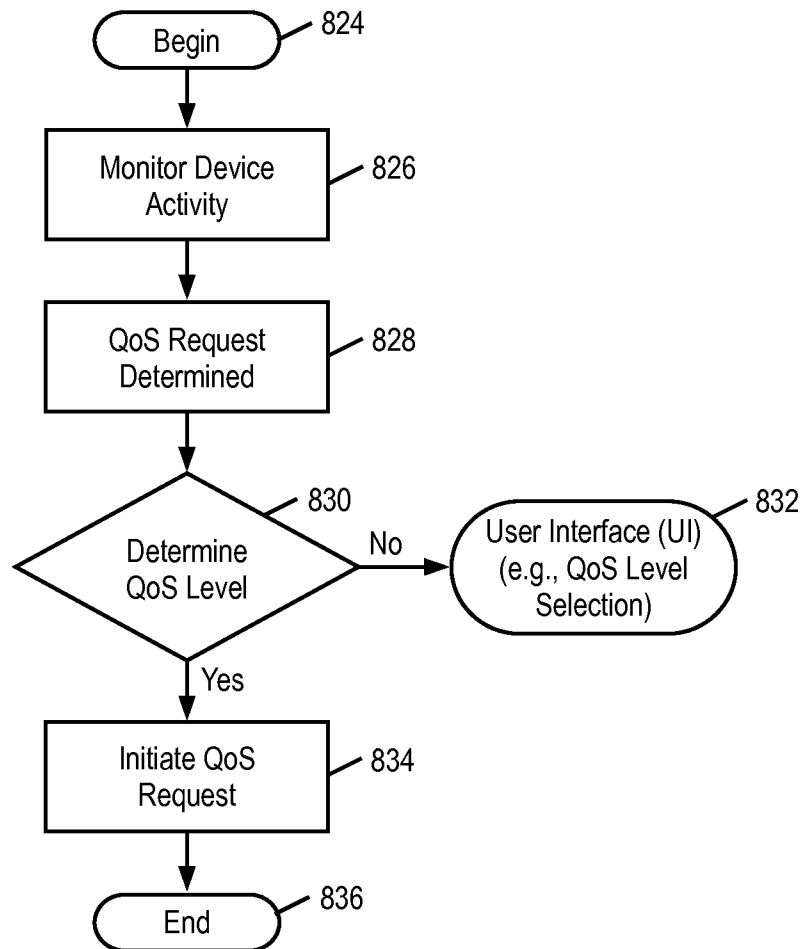 Begin
824
Monitor Device
Activity
826
QoS Request
Determined
828
Determine
QoS Level
830
No
User Interface (UI)
(e.g., QoS Level
Selection)
832
Yes
Initiate QoS
Request
834
End
836